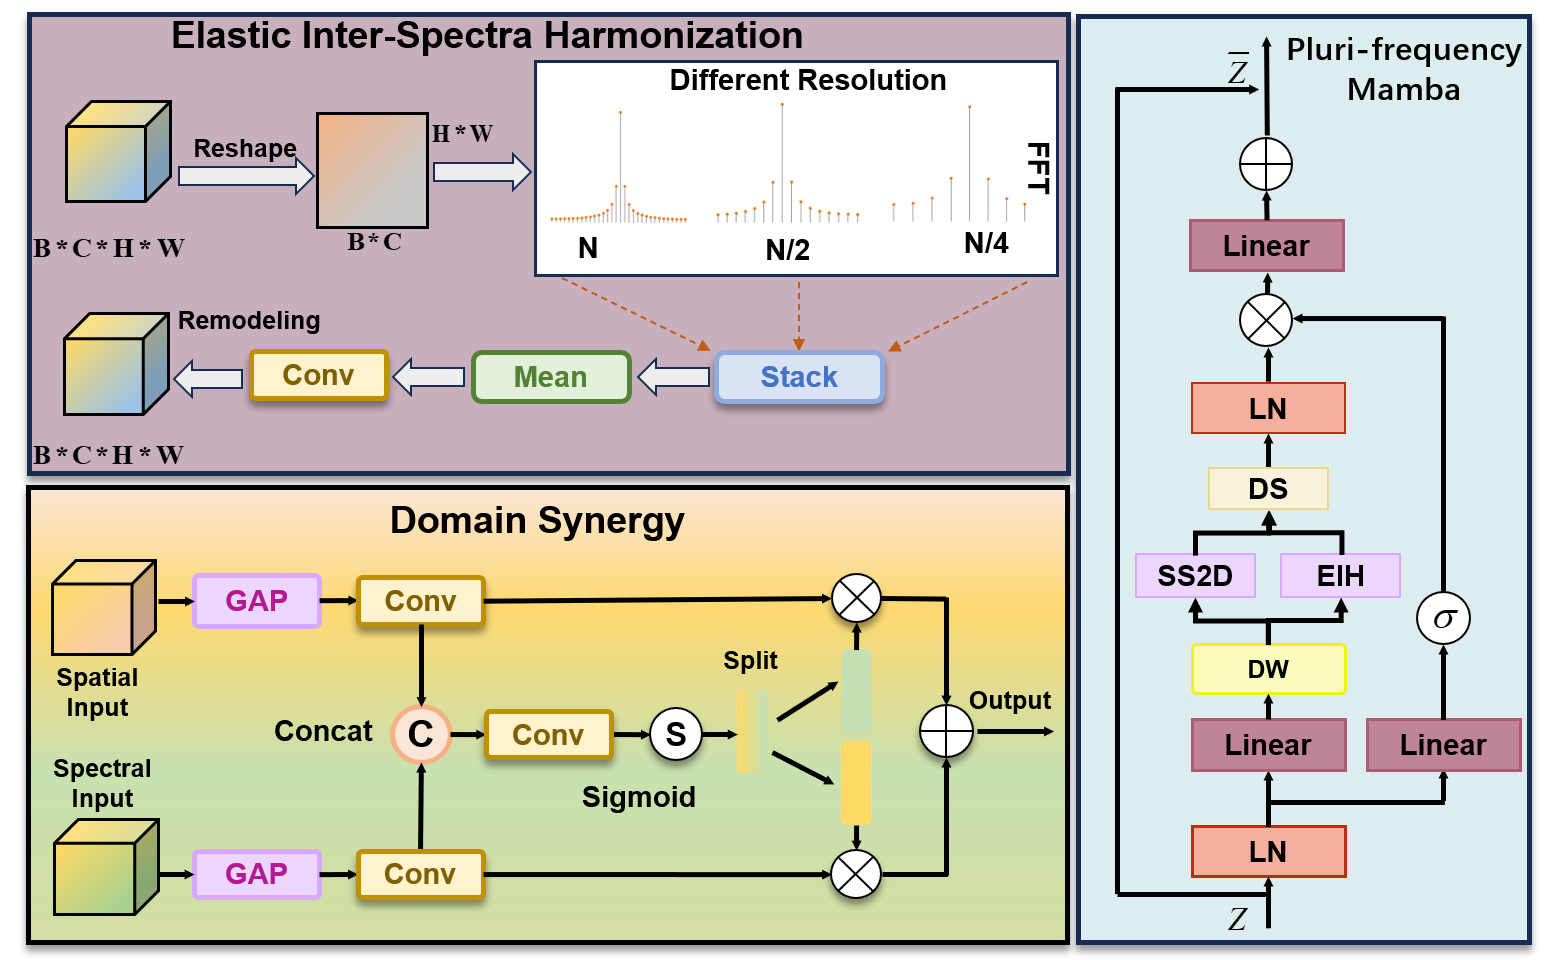 Elastic Inter-Spectra Harmonization
Different Resolution
Reshape
H * W
FFT
B * C * H * W
B * C
N
N/2
N/4
Remodeling
Conv
Mean
Stack
B * C * H * W
Domain Synergy
GAP
Conv
Spatial
Input
Split
Concat
C
Conv
S
Output
Spectral
Input
Sigmoid
GAP
Conv
Pluri-frequency
Mamba
Z̅
Linear
LN
DS
SS2D
EIH
σ
DW
Linear
Linear
LN
Z